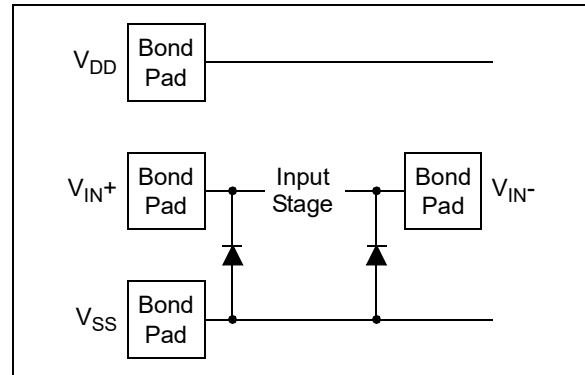 V_DD Bond
Pad
V_IN+ Bond
Pad
Input
Stage
Bond
Pad V_IN-
V_SS Bond
Pad